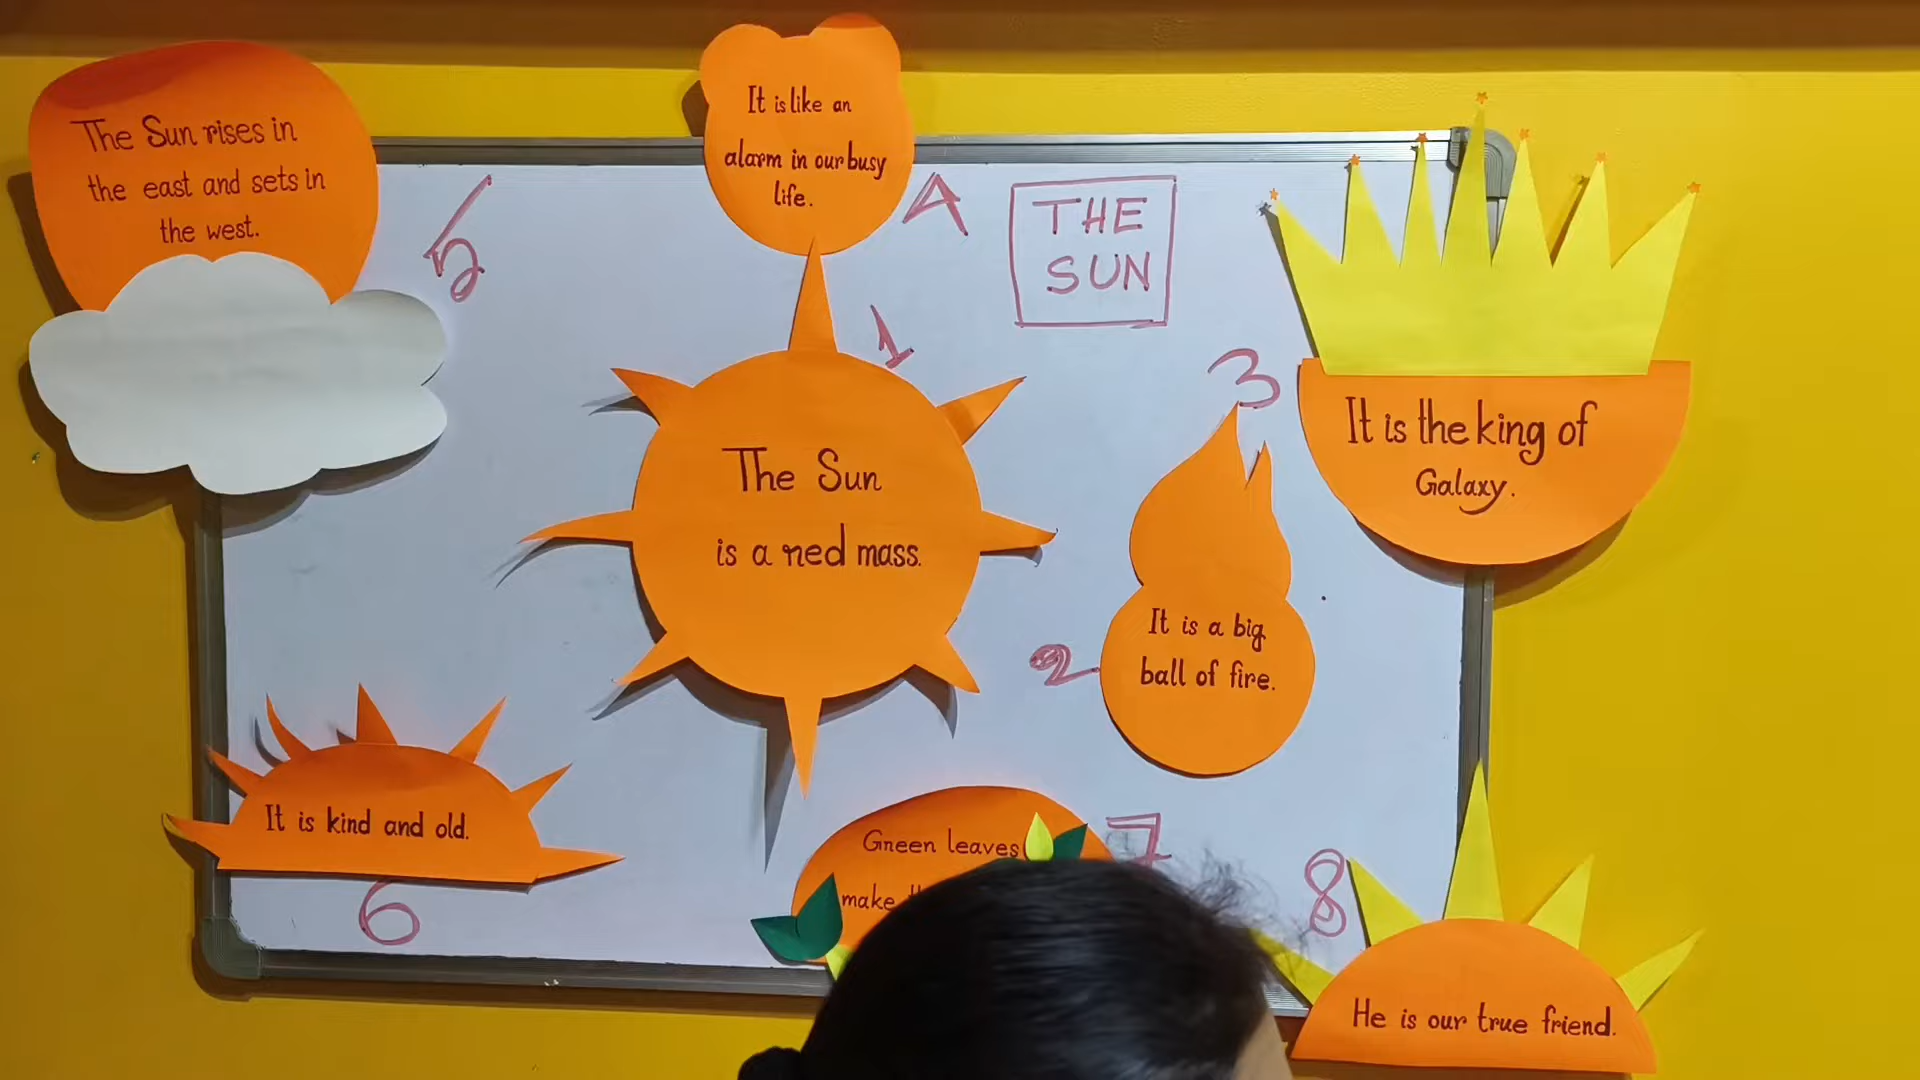 The Sun rises in
the east and sets in
the west.
It is like an
alarm in our busy
life.
5
4
THE
SUN
1
3
It is the king of
Galaxy.
The Sun
is a red mass.
2
It is a big
ball of fire.
It is kind and old.
6
Green leaves
make
7
8
He is our true friend.